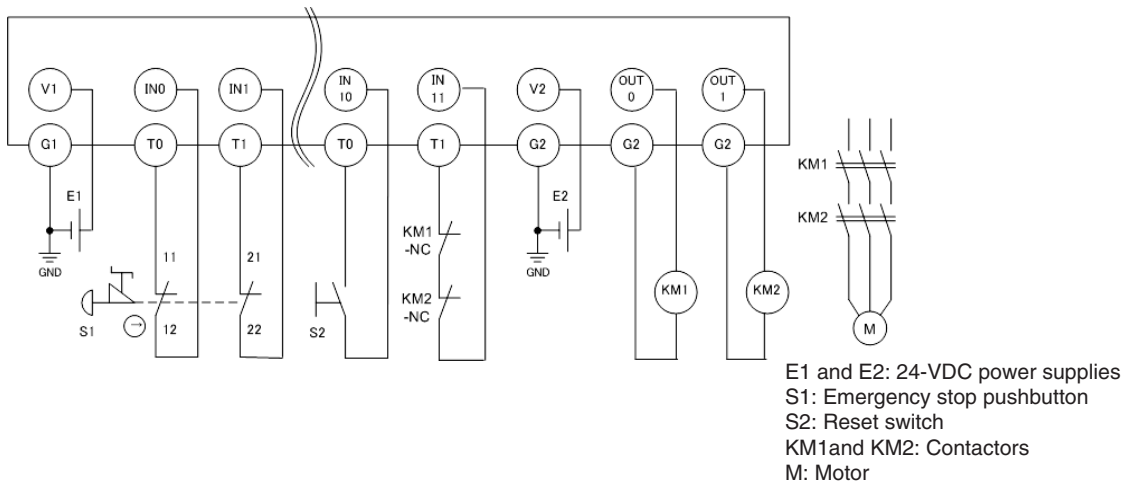 V1
IN0
IN1
IN
10
IN
11
V2
OUT
0
OUT
1
G1
T0
T1
T0
T1
G2
G2
G2
KM1
KM2
E1
E2
KM1
-NC
GND
11
21
GND
KM2
-NC
KM1
KM2
S1
12
22
S2
M
E1 and E2: 24-VDC power supplies
S1: Emergency stop pushbutton
S2: Reset switch
KM1and KM2: Contactors
M: Motor